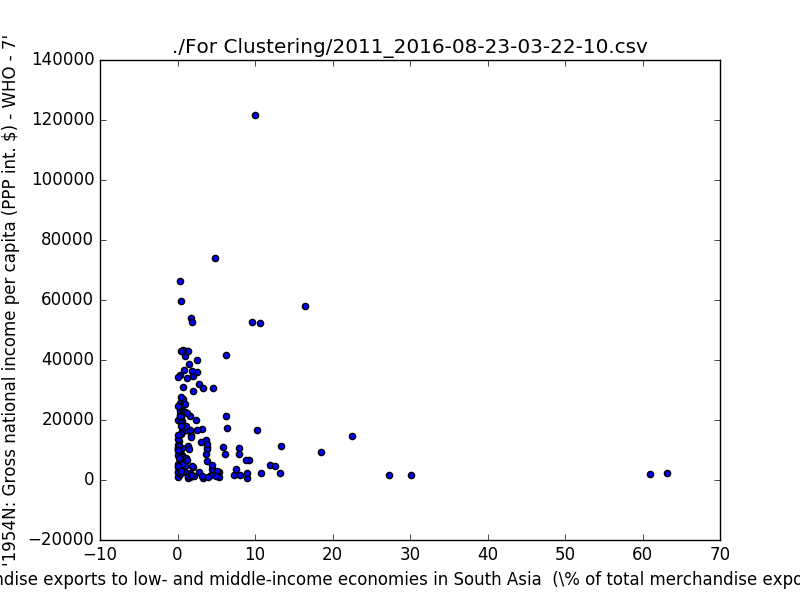 ./For Clustering/2011_2016-08-23-03-22-10.csv
'1954N: Gross national income per capita (PPP int. $) - WHO - 7'
140000
120000
100000
80000
60000
40000
20000
0
−20000
−10 0 10 20 30 40 50 60 70
exports to low- and middle-income economies in South Asia (\% of total merchandise